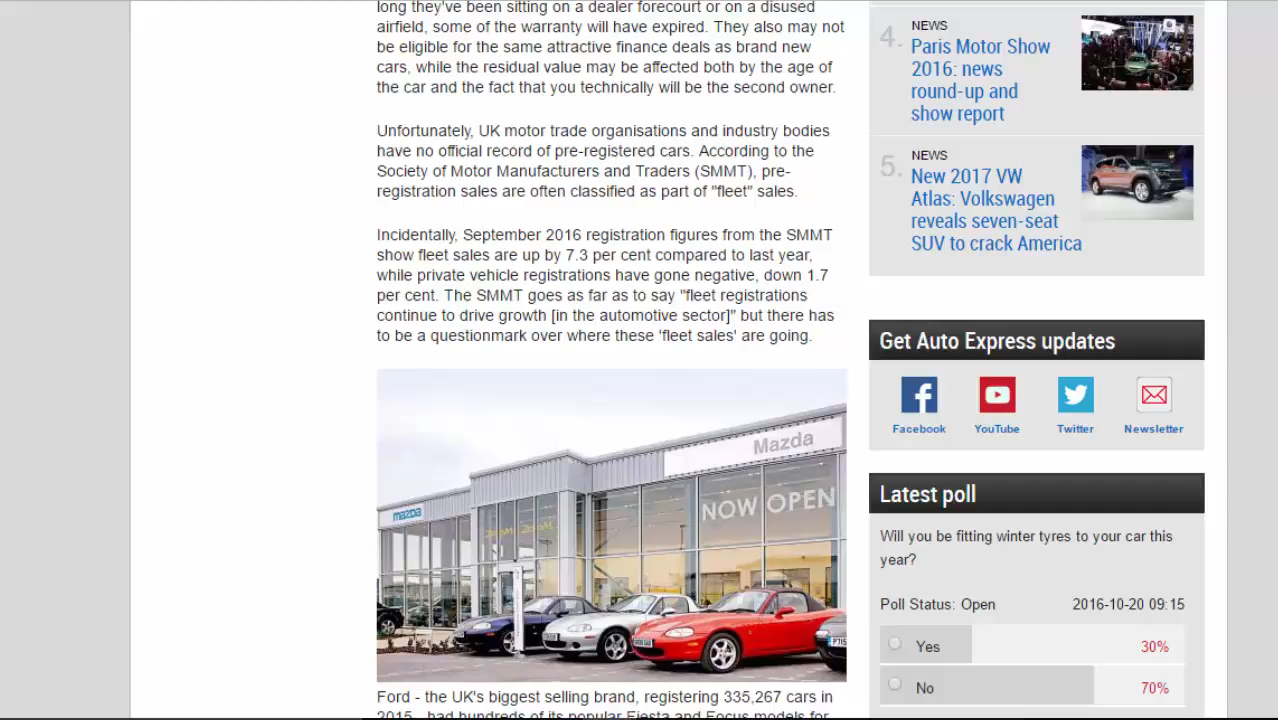 long they've been sitting on a dealer forecourt or on a disused
airfield, some of the warranty will have expired. They also may not
be eligible for the same attractive finance deals as brand new
cars, while the residual value may be affected both by the age of
the car and the fact that you technically will be the second owner.
Unfortunately, UK motor trade organisations and industry bodies
have no official record of pre-registered cars. According to the
Society of Motor Manufacturers and Traders (SMMT), pre-
registration sales are often classified as part of "fleet" sales.
Incidentally, September 2016 registration figures from the SMMT
show fleet sales are up by 7.3 per cent compared to last year,
while private vehicle registrations have gone negative, down 1.7
per cent. The SMMT goes as far as to say "fleet registrations
continue to drive growth [in the automotive sector]" but there has
to be a questionmark over where these 'fleet sales' are going.
Mazda
mazda
NOW OPEN
Ford - the UK's biggest selling brand, registering 335,267 cars in
2015 - had hundreds of its popular Fiesta and Focus models for
4.
NEWS
Paris Motor Show
2016: news
round-up and
show report
5.
NEWS
New 2017 VW
Atlas: Volkswagen
reveals seven-seat
SUV to crack America
Get Auto Express updates
Facebook YouTube Twitter Newsletter
Latest poll
Will you be fitting winter tyres to your car this
year?
Poll Status: Open 2016-10-20 09:15
Yes 30%
No 70%